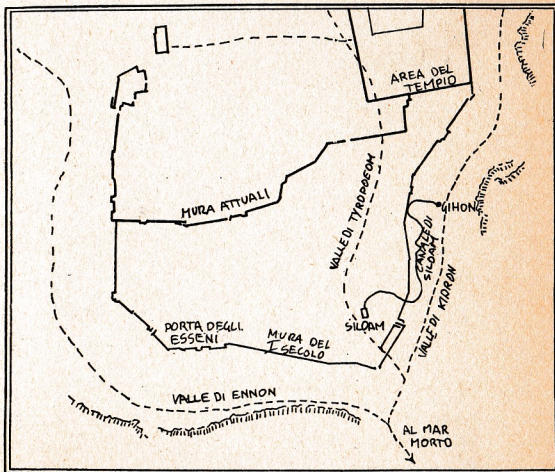 AREA DEL
TEMPIO
MURA ATTUALI
VALLE DI TYROPOEOM
GIHON
CANALE DI
SILOAM
SILOAM
VALLE DI KIDRON
PORTA DEGLI
ESSENI
MURA DEL
I SECOLO
VALLE DI ENNON
AL MAR
MORTO